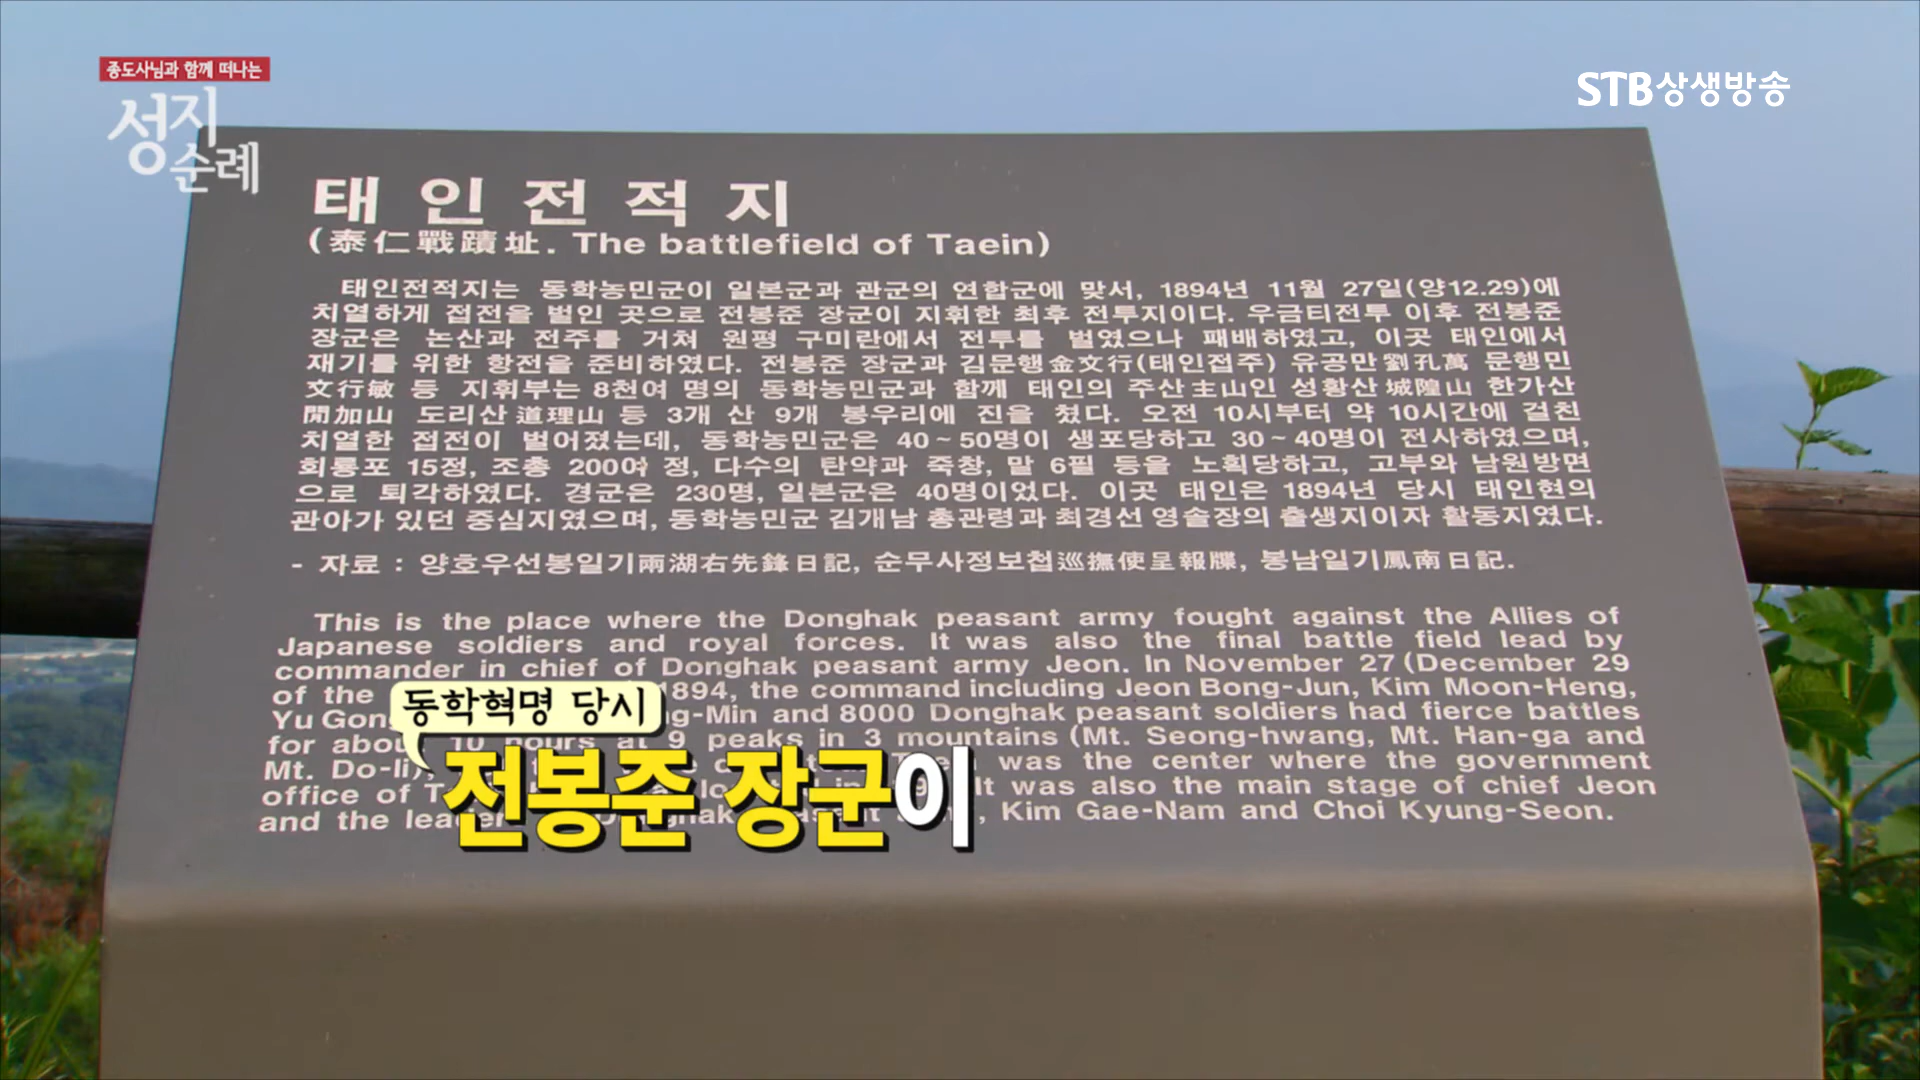 종도사님과 함께 떠나는
성지
순례
STB상생방송
태인전적지
(泰仁戰蹟址. The battlefield of Taein)
태인전적지는 동학농민군이 일본군과 관군의 연합군에 맞서, 1894년 11월 27일(양12.29)에
치열하게 접전을 벌인 곳으로 전봉준 장군이 지휘한 최후 전투지이다. 우금티전투 이후 전봉준
장군은 논산과 전주를 거쳐 원평 구미란에서 전투를 벌였으나 패배하였고, 이곳 태인에서
재기를 위한 항전을 준비하였다. 전봉준 장군과 김문행金文行(태인접주) 유공만劉孔萬 문행민
文行敏 등 지휘부는 8천여 명의 동학농민군과 함께 태인의 주산主山인 성황산城隍山 한가산
閒加山 도리산道理山 등 3개 산 9개 봉우리에 진을 쳤다. 오전 10시부터 약 10시간에 걸친
치열한 접전이 벌어졌는데, 동학농민군은 40~50명이 생포당하고 30~40명이 전사하였으며,
회룡포 15정, 조총 200여 정, 다수의 탄약과 죽창, 말 6필 등을 노획당하고, 고부와 남원방면
으로 퇴각하였다. 경군은 230명, 일본군은 40명이었다. 이곳 태인은 1894년 당시 태인현의
관아가 있던 중심지였으며, 동학농민군 김개남 총관령과 최경선 영솔장의 출생지이자 활동지였다.
- 자료 : 양호우선봉일기兩湖右先鋒日記, 순무사정보첩巡撫使呈報牒, 봉남일기鳳南日記.
This is the place where the Donghak peasant army fought against the Allies of
Japanese soldiers and royal forces. It was also the final battle field lead by
commander in chief of Donghak peasant army Jeon. In November 27(December 29
of the 1894, the command including Jeon Bong-Jun, Kim Moon-Heng,
Yu Gong ng-Min and 8000 Donghak peasant soldiers had fierce battles
for about 10 hours at 9 peaks in 3 mountains (Mt. Seong-hwang, Mt. Han-ga and
Mt. Do-li), was the center where the government
office of It was also the main stage of chief Jeon
and the leader , Kim Gae-Nam and Choi Kyung-Seon.
동학혁명 당시
전봉준 장군이